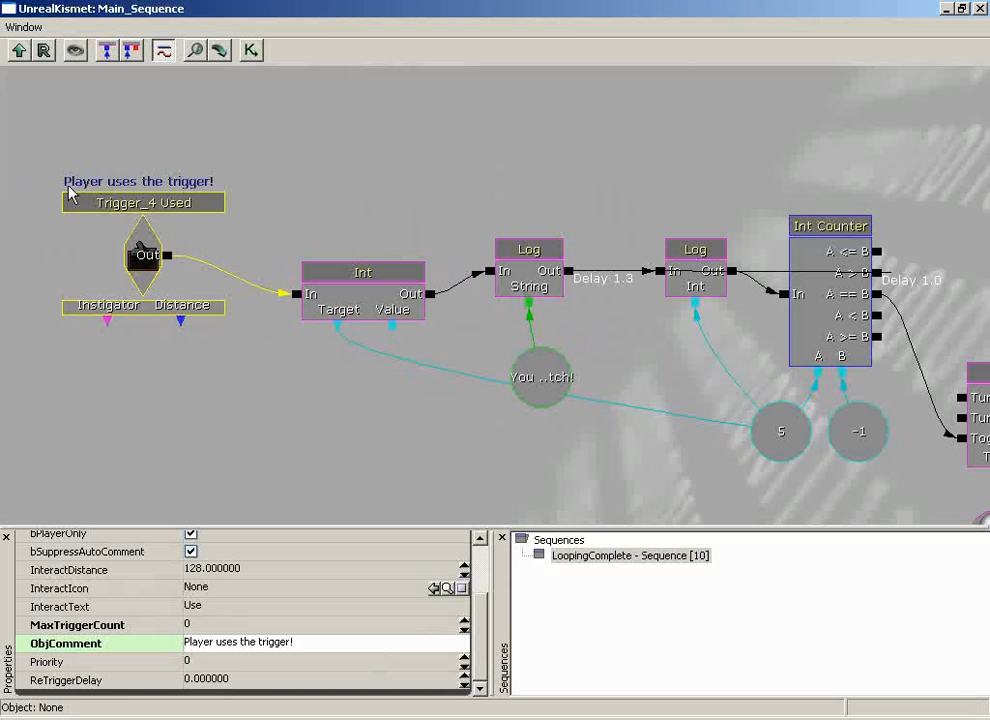 UnrealKismet: Main_Sequence
Window
Player uses the trigger!
Trigger_4 Used
Out
Instigator Distance
Int
In Out
Target Value
Log
In Out
String
Delay 1.3
Log
In Out
Int
Int Counter
A <= B
A > B
Delay 1.0
In A == B
A < B
A >= B
A B
You ..tch!
5
-1
Tur
Tur
Tog
T
bPlayerOnly
bSuppressAutoComment
InteractDistance 128.000000
InteractIcon None
InteractText Use
MaxTriggerCount 0
ObjComment Player uses the trigger!
Priority 0
ReTriggerDelay 0.000000
Properties
Sequences
LoopingComplete - Sequence [10]
Sequences
Object: None